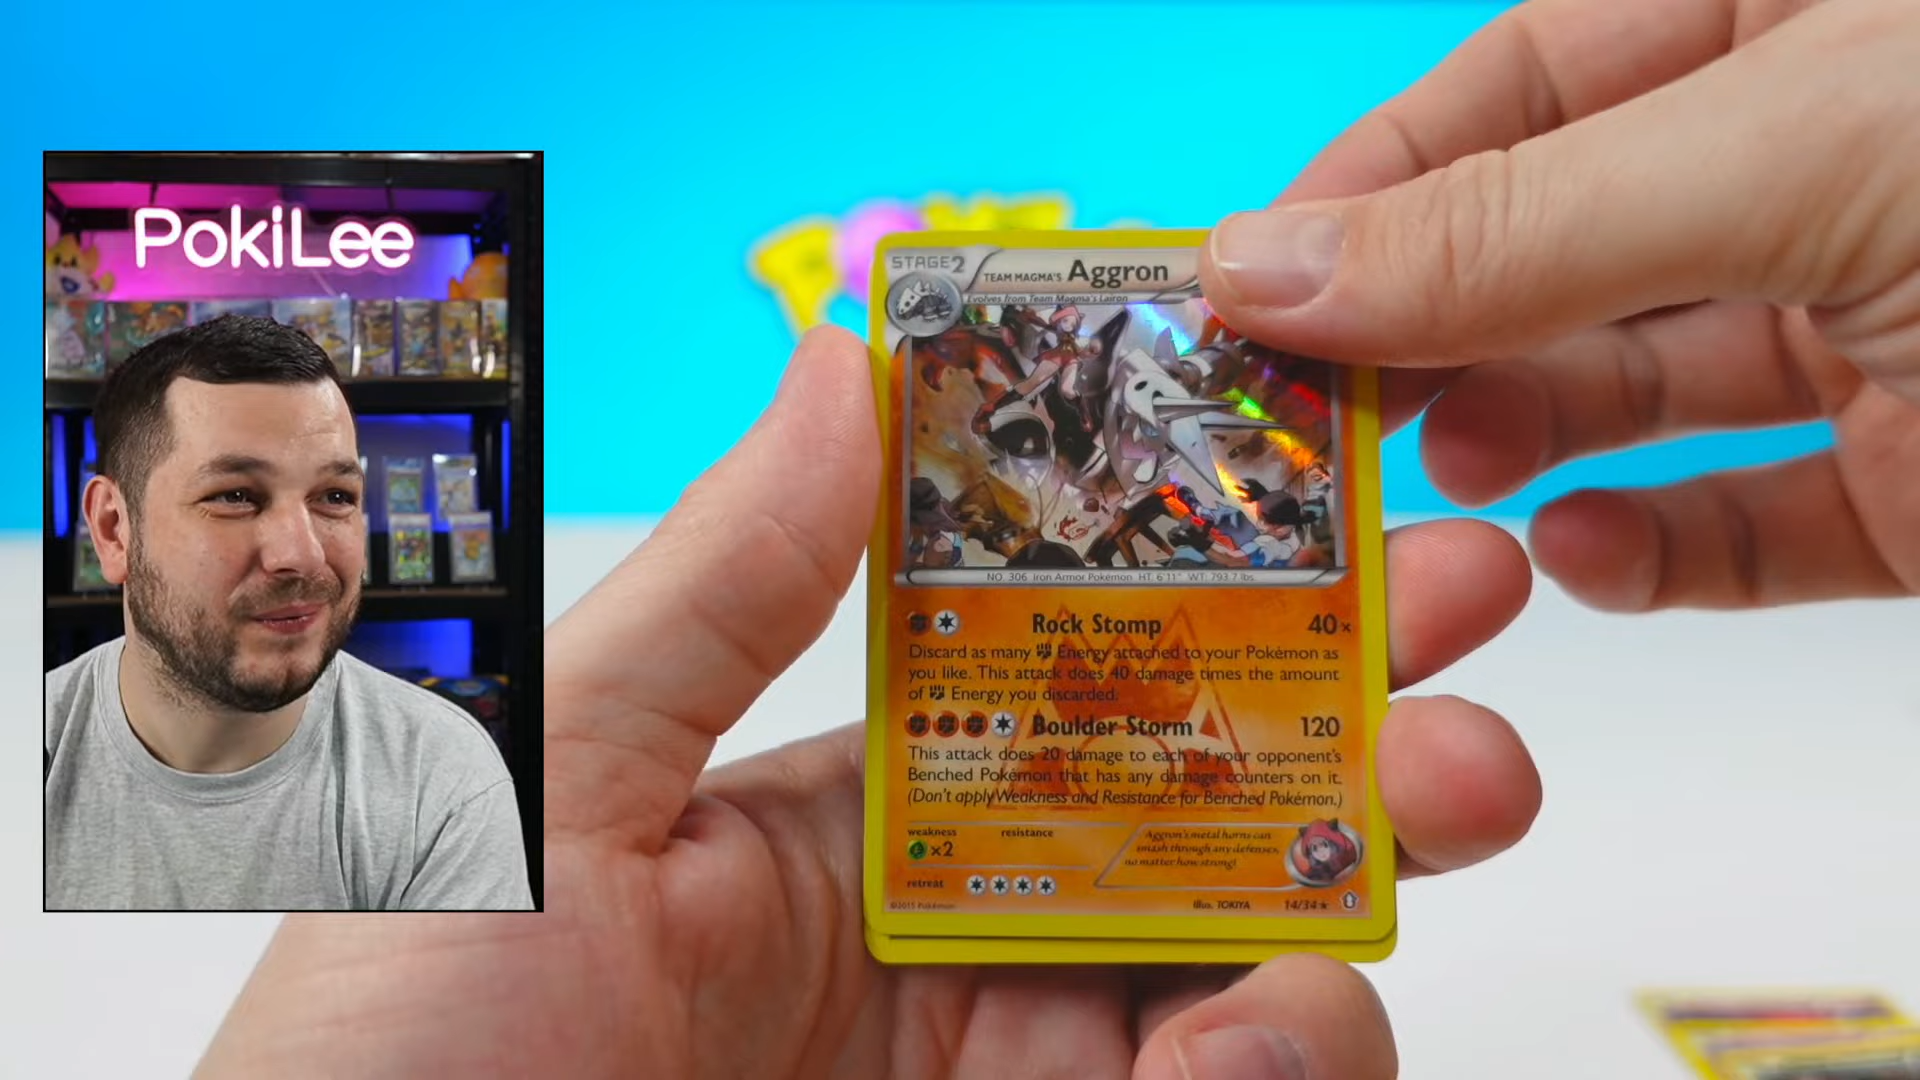 PokiLee
STAGE 2
TEAM MAGMA'S Aggron
Evolves from Team Magma's Lairon
NO. 306 Iron Armor Pokémon HT: 6'11" WT: 793.7 lbs.
Rock Stomp 40×
Discard as many Energy attached to your Pokémon as
you like. This attack does 40 damage times the amount
of Energy you discarded.
Boulder Storm 120
This attack does 20 damage to each of your opponent's
Benched Pokémon that has any damage counters on it.
(Don't apply Weakness and Resistance for Benched Pokémon.)
weakness resistance
×2
Aggron's metal horns can
smash through any defenses,
no matter how strong!
retreat
©2015 Pokémon
Illus. TOKIYA 14/34 ★